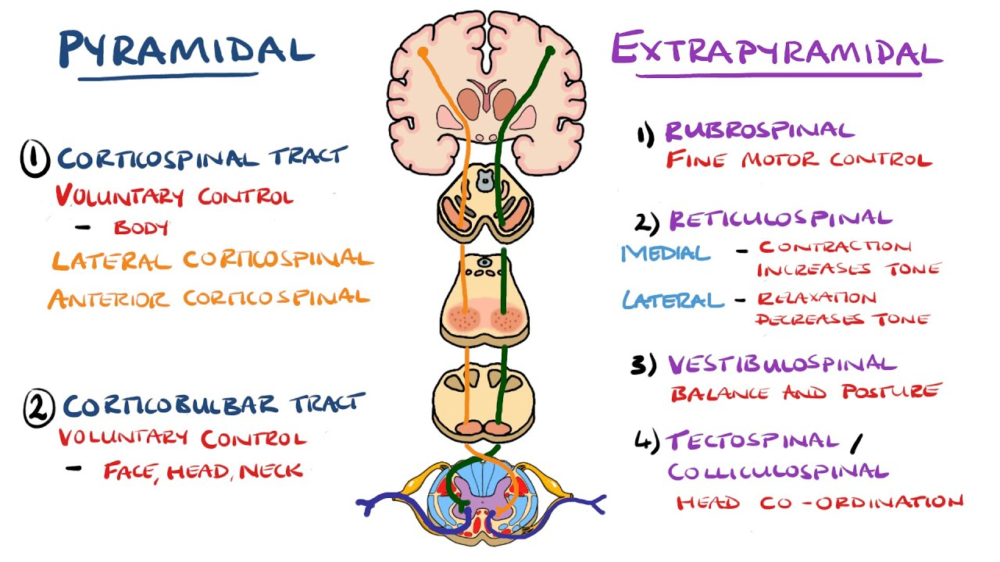 PYRAMIDAL
1 CORTICOSPINAL TRACT
VOLUNTARY CONTROL
- BODY
LATERAL CORTICOSPINAL
ANTERIOR CORTICOSPINAL
2 CORTICOBULBAR TRACT
VOLUNTARY CONTROL
- FACE, HEAD, NECK
EXTRAPYRAMIDAL
1) RUBROSPINAL
FINE MOTOR CONTROL
2) RETICULOSPINAL
MEDIAL - CONTRACTION
INCREASES TONE
LATERAL - RELAXATION
DECREASES TONE
3) VESTIBULOSPINAL
BALANCE AND POSTURE
4) TECTOSPINAL /
COLLICULOSPINAL
HEAD CO-ORDINATION